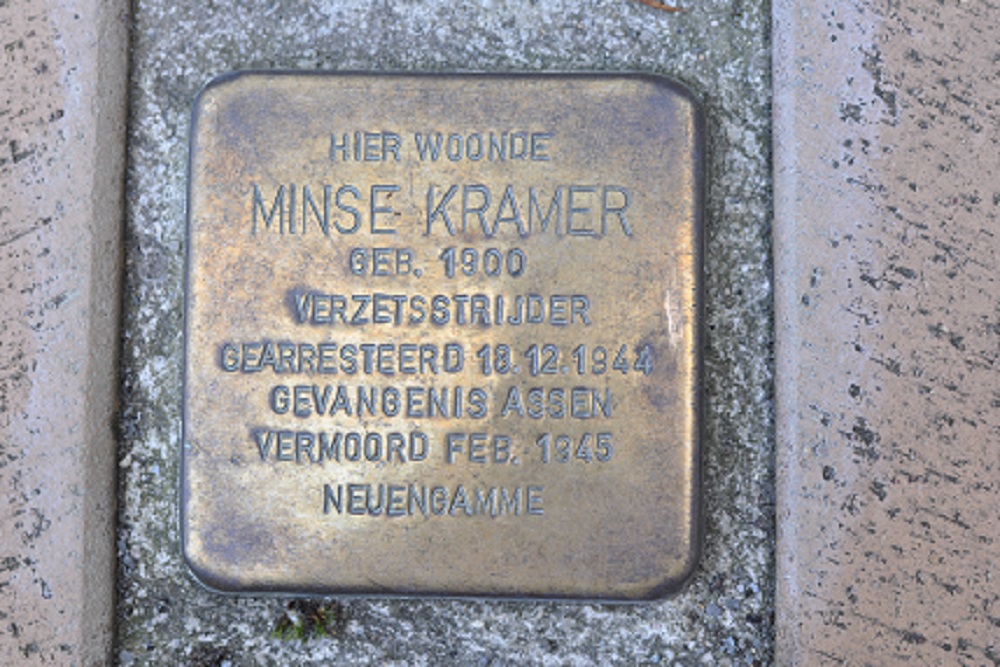 HIER WOONDE
MINSE KRAMER
GEB. 1900
VERZETSSTRIJDER
GEARRESTEERD 18.12.1944
GEVANGENIS ASSEN
VERMOORD FEB. 1945
NEUENGAMME